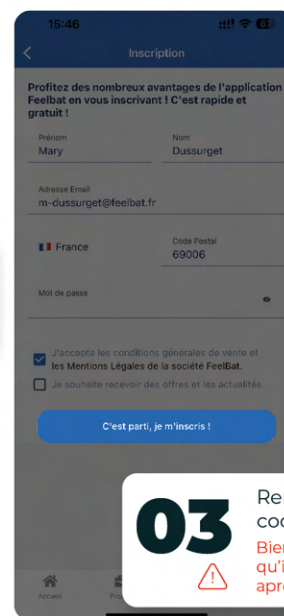 15:46
Inscription
Profitez des nombreux avantages de l'application
Feelbat en vous inscrivant ! C'est rapide et
gratuit !
Prénom
Nom
Mary
Dussurget
Adresse Email
m-dussurget@feelbat.fr
France
Code Postal
69006
Mot de passe
J'accepte les conditions générales de vente et
les Mentions Légales de la société FeelBat.
Je souhaite recevoir des offres et les actualités.
C'est parti, je m'inscris !
03
Bien
qu'i
Accueil